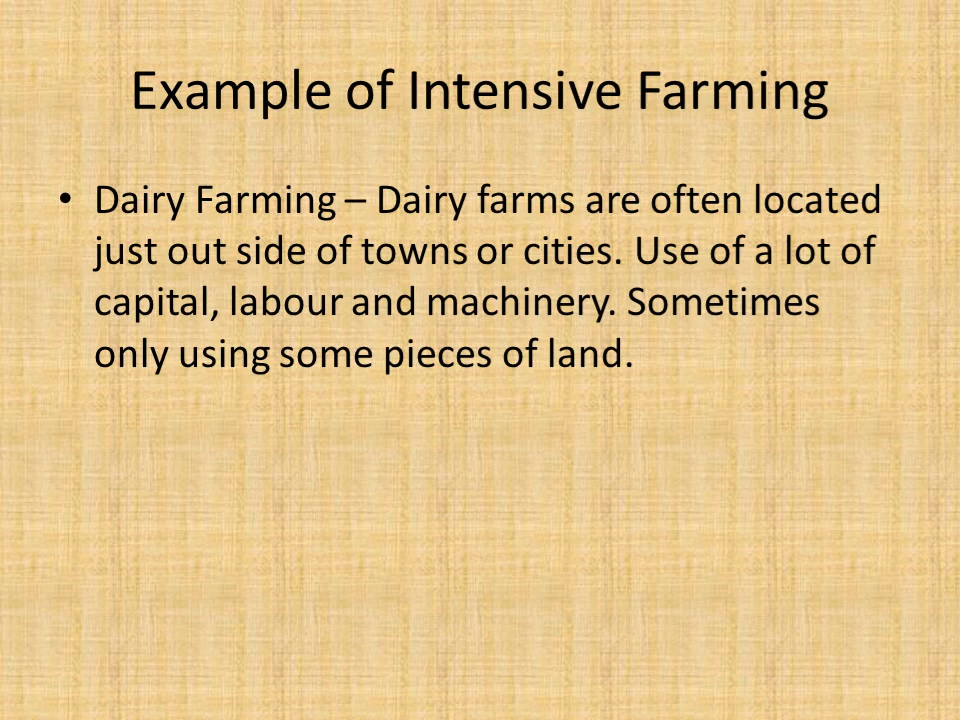 Example of Intensive Farming
• Dairy Farming – Dairy farms are often located
just out side of towns or cities. Use of a lot of
capital, labour and machinery. Sometimes
only using some pieces of land.